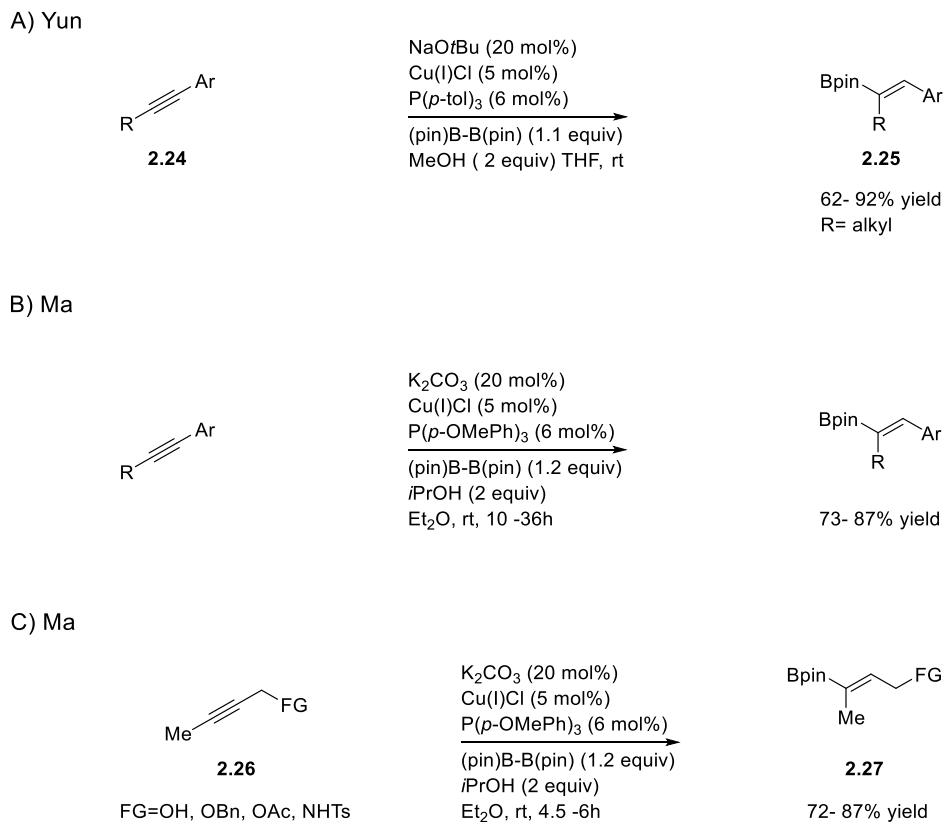 A) Yun
NaOtBu (20 mol%)
Cu(I)Cl (5 mol%)
P(p-tol)₃ (6 mol%)
(pin)B-B(pin) (1.1 equiv)
MeOH ( 2 equiv) THF, rt
Ar
R
2.24
Bpin
Ar
R
2.25
62- 92% yield
R= alkyl
B) Ma
K₂CO₃ (20 mol%)
Cu(I)Cl (5 mol%)
P(p-OMePh)₃ (6 mol%)
(pin)B-B(pin) (1.2 equiv)
iPrOH (2 equiv)
Et₂O, rt, 10 -36h
Ar
R
Bpin
Ar
R
73- 87% yield
C) Ma
K₂CO₃ (20 mol%)
Cu(I)Cl (5 mol%)
P(p-OMePh)₃ (6 mol%)
(pin)B-B(pin) (1.2 equiv)
iPrOH (2 equiv)
Et₂O, rt, 4.5 -6h
FG
Me
2.26
FG=OH, OBn, OAc, NHTs
Bpin
FG
Me
2.27
72- 87% yield